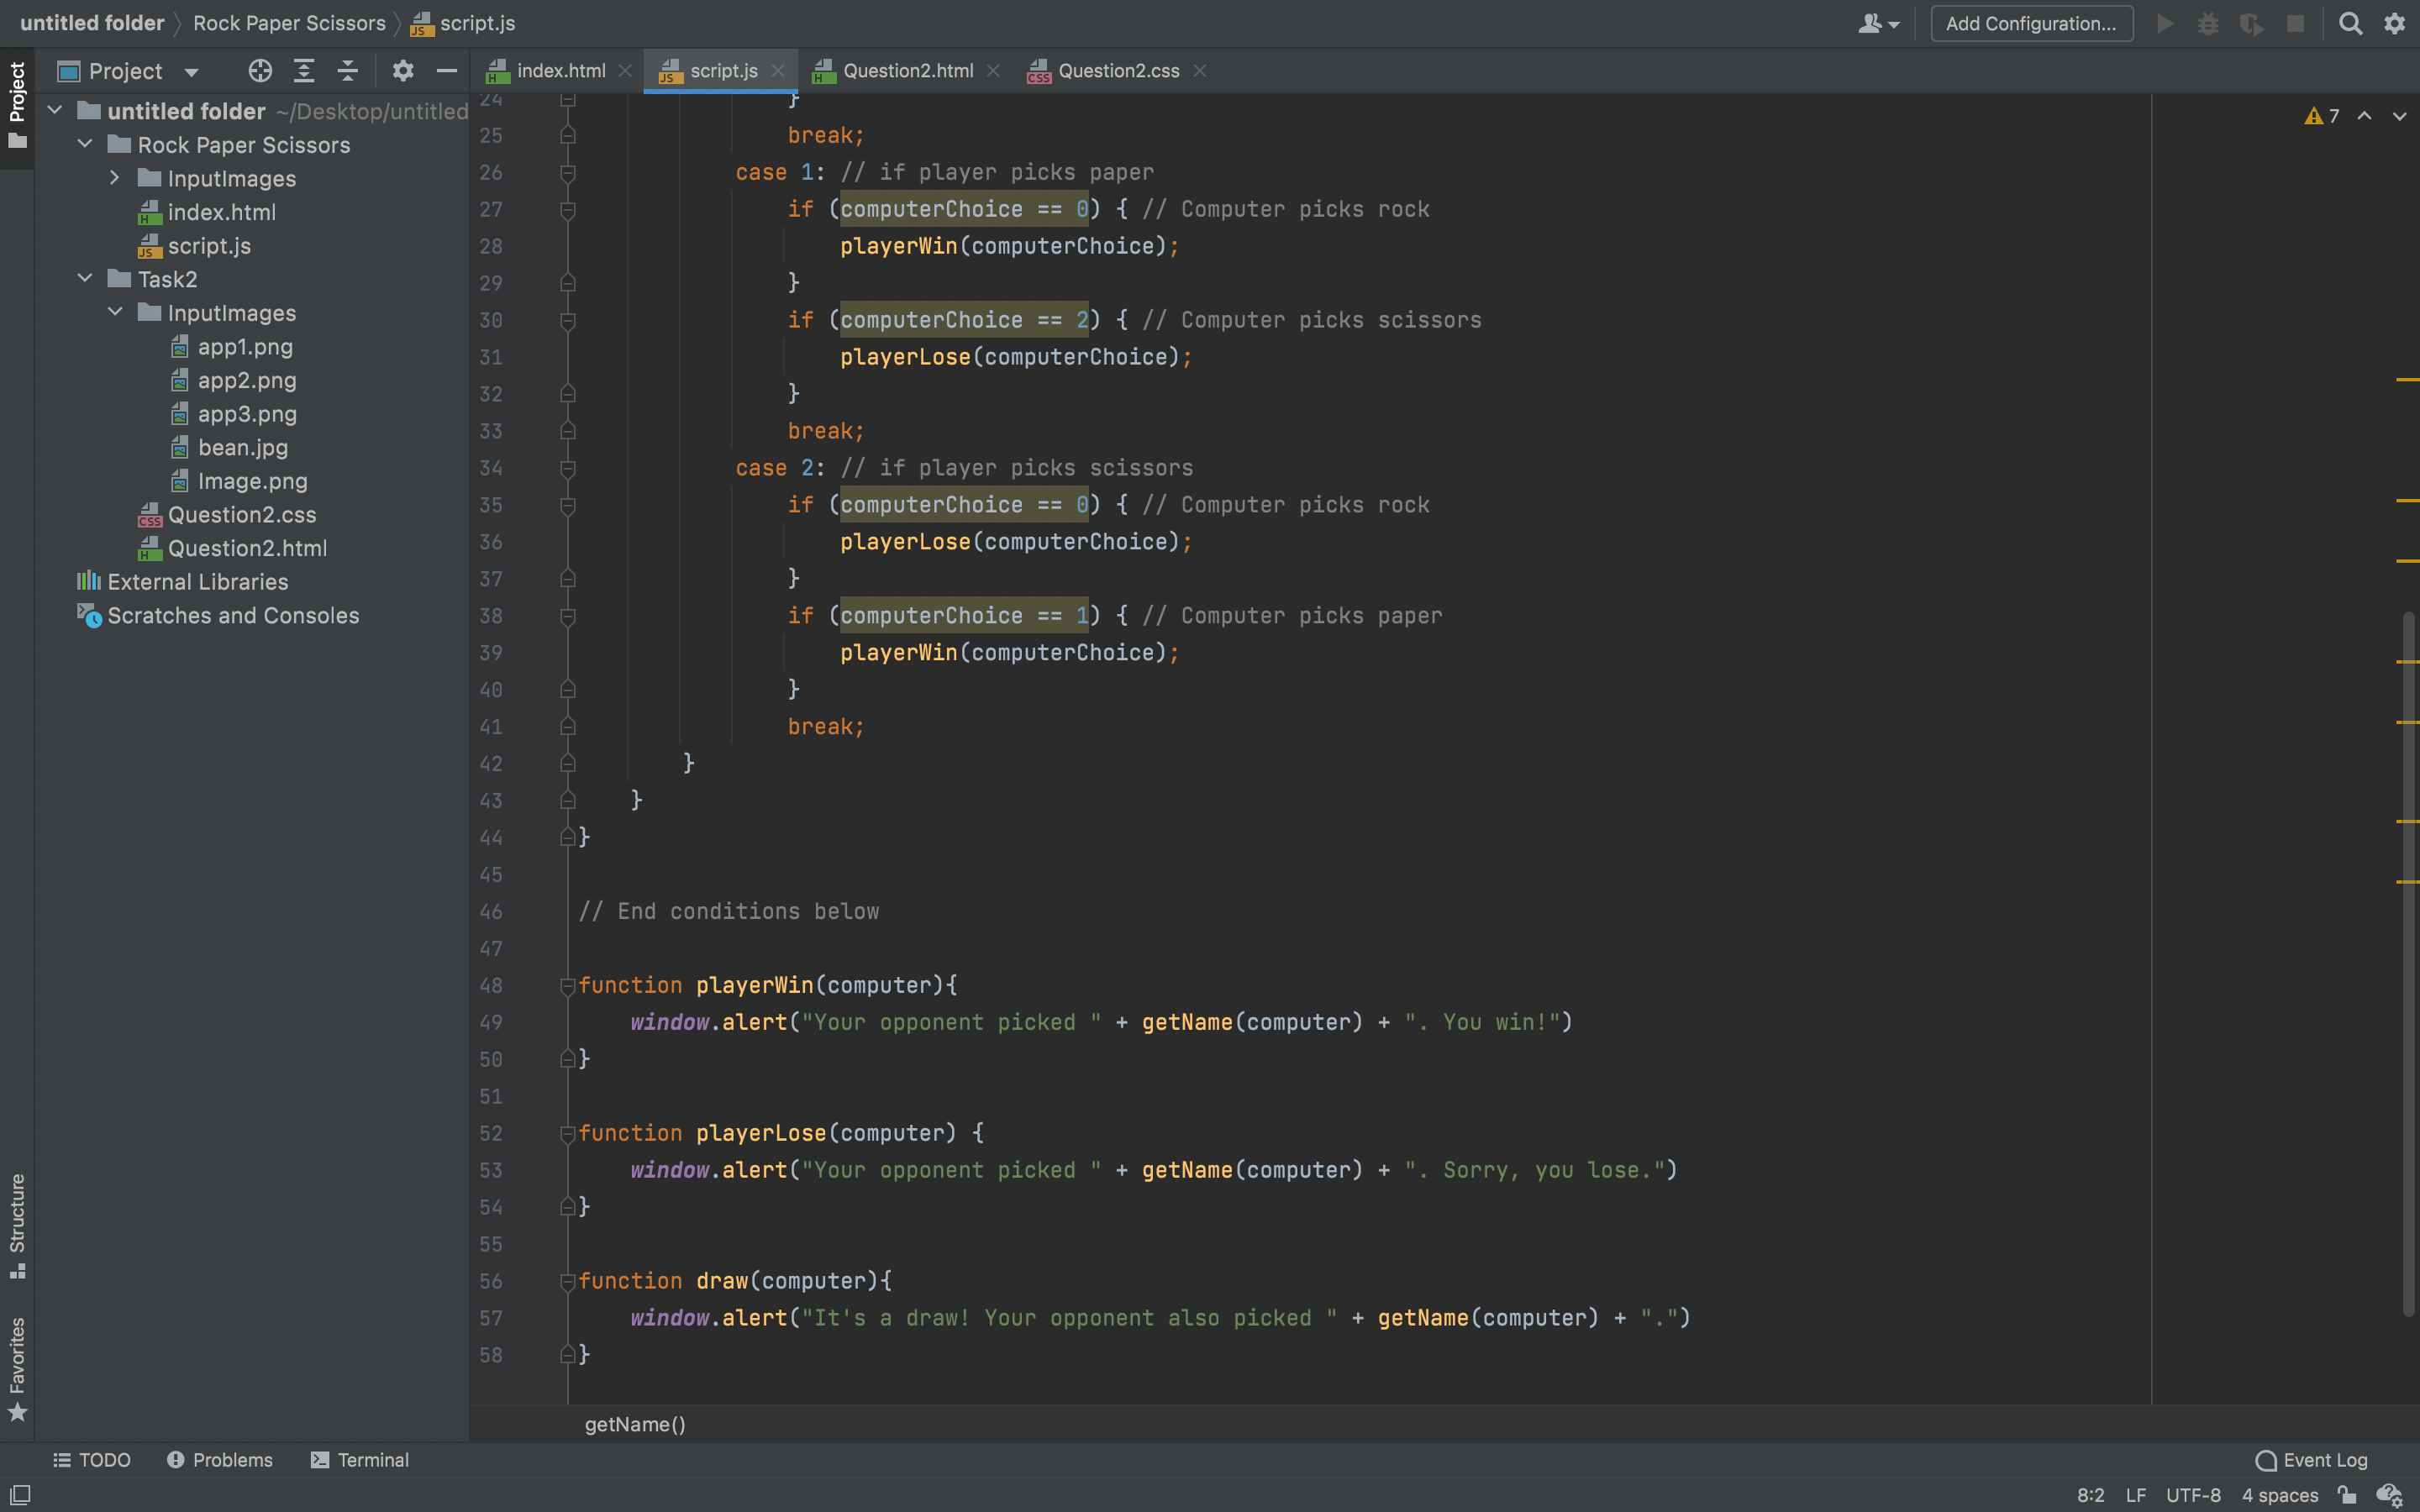 untitled folder Rock Paper Scissors script.js
Add Configuration...
Project
Project
index.html
script.js
Question2.html
Question2.css
untitled folder ~/Desktop/untitled
Rock Paper Scissors
InputImages
index.html
script.js
Task2
InputImages
app1.png
app2.png
app3.png
bean.jpg
Image.png
Question2.css
Question2.html
External Libraries
Scratches and Consoles
7
24 }
25 break;
26 case 1: // if player picks paper
27 if (computerChoice == 0) { // Computer picks rock
28 playerWin(computerChoice);
29 }
30 if (computerChoice == 2) { // Computer picks scissors
31 playerLose(computerChoice);
32 }
33 break;
34 case 2: // if player picks scissors
35 if (computerChoice == 0) { // Computer picks rock
36 playerLose(computerChoice);
37 }
38 if (computerChoice == 1) { // Computer picks paper
39 playerWin(computerChoice);
40 }
41 break;
42 }
43 }
44 }
45
46 // End conditions below
47
48 function playerWin(computer){
49 window.alert("Your opponent picked " + getName(computer) + ". You win!")
50 }
51
52 function playerLose(computer) {
53 window.alert("Your opponent picked " + getName(computer) + ". Sorry, you lose.")
54 }
55
56 function draw(computer){
57 window.alert("It's a draw! Your opponent also picked " + getName(computer) + ".")
58 }
getName()
Structure
Favorites
TODO Problems Terminal Event Log
8:2 LF UTF-8 4 spaces